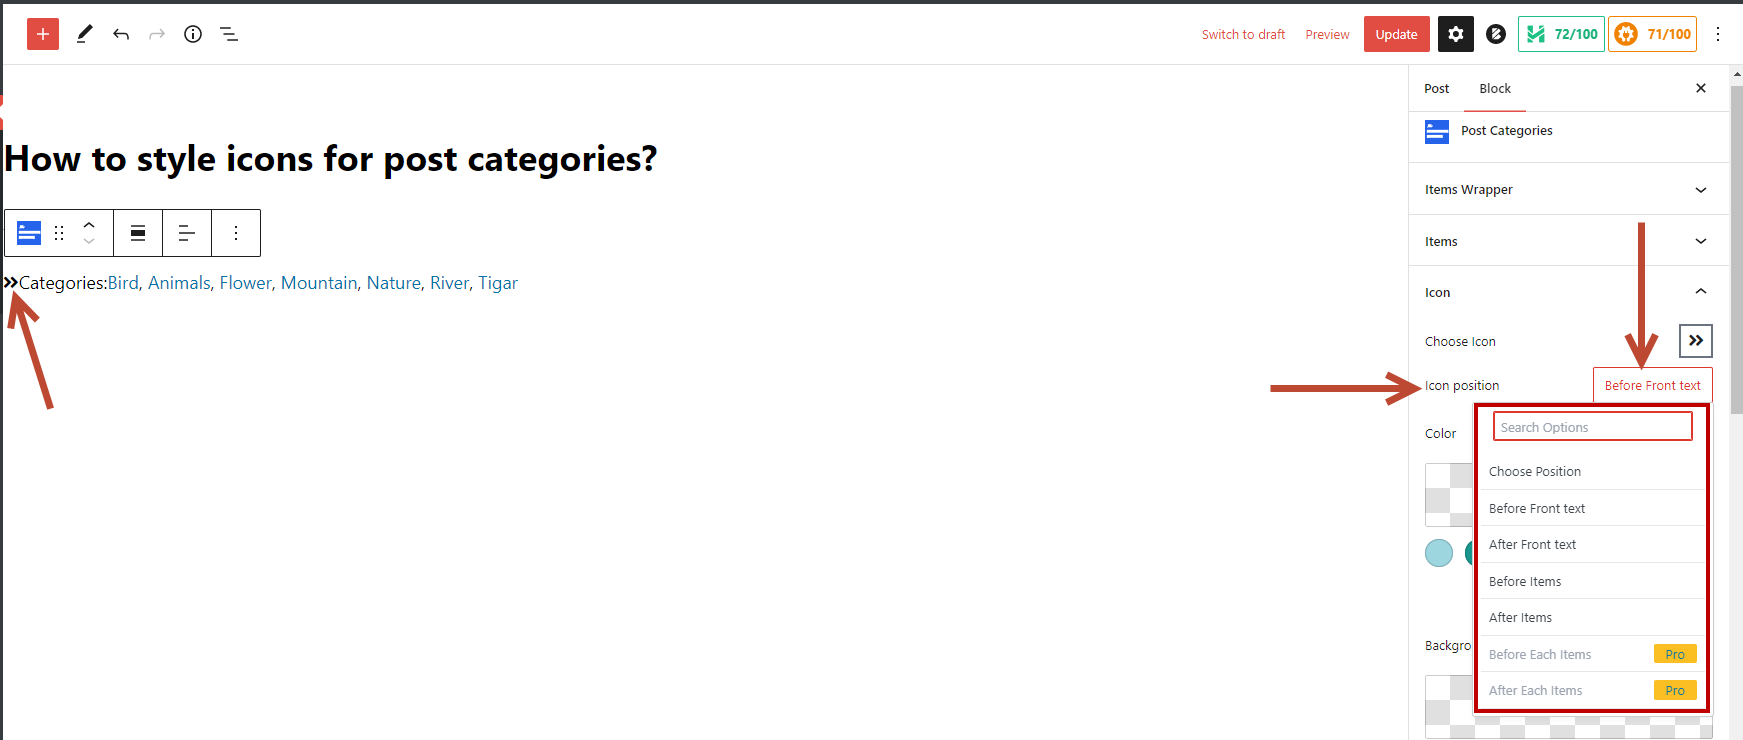 Switch to draft Preview Update 72/100 71/100
Post Block
Post Categories
How to style icons for post categories?
Items Wrapper
Items
Categories:Bird, Animals, Flower, Mountain, Nature, River, Tigar
Icon
Choose Icon
Icon position Before Front text
Search Options
Color
Choose Position
Before Front text
After Front text
Before Items
After Items
Backgro
Before Each Items Pro
After Each Items Pro